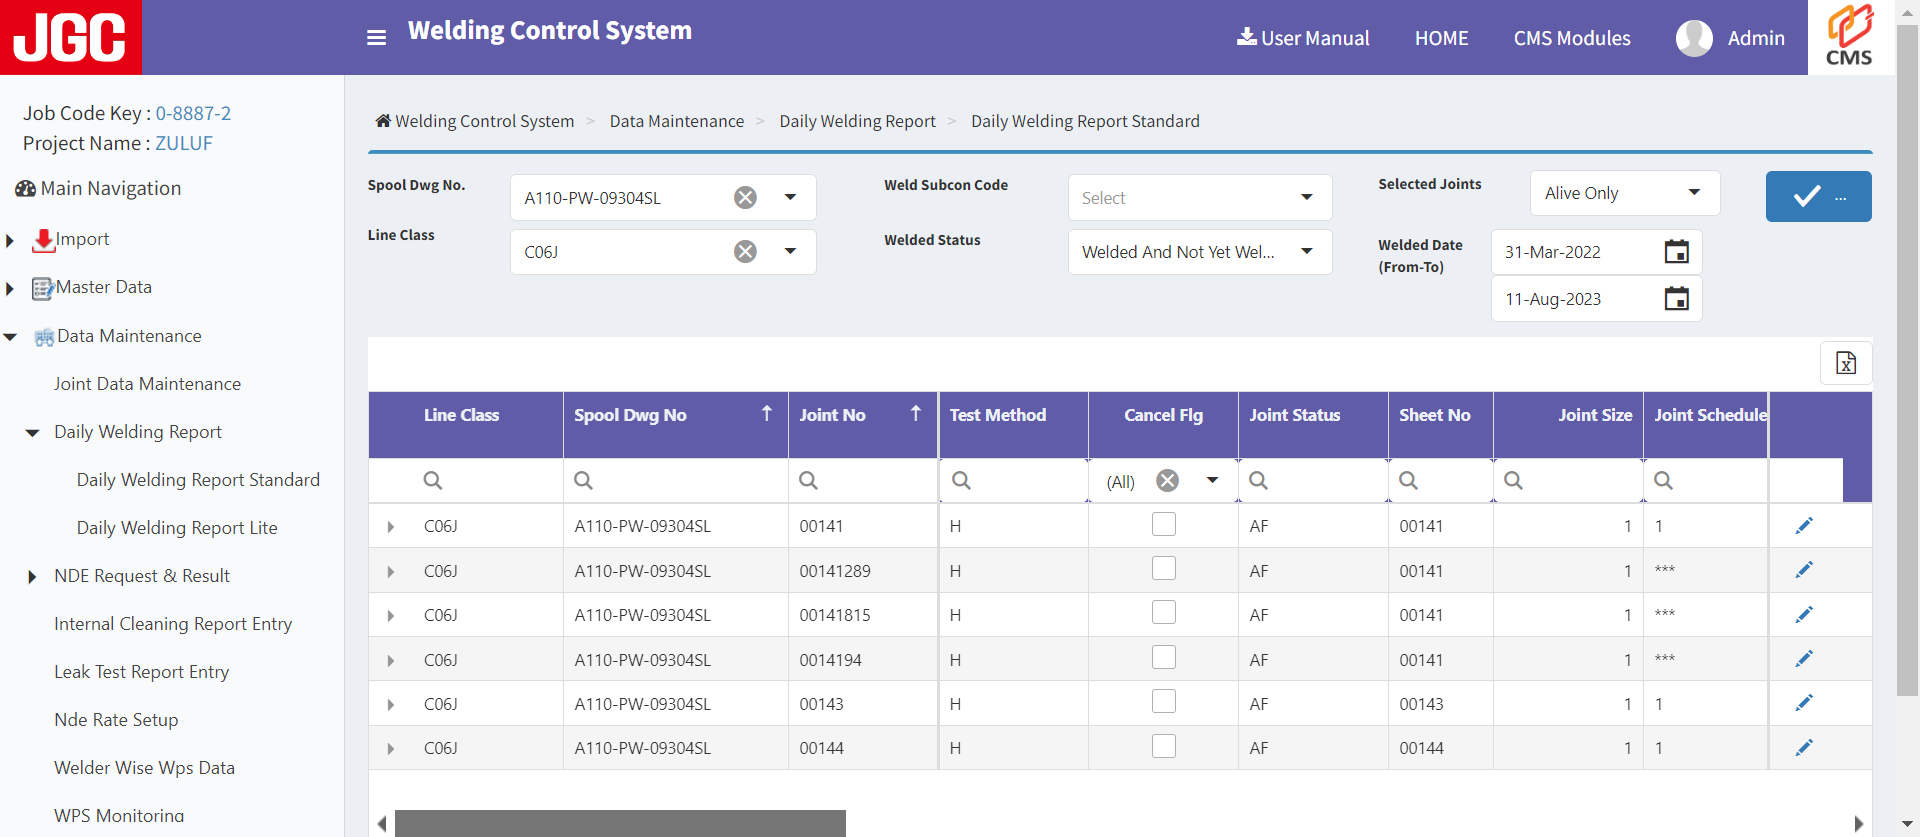 JGC
Welding Control System
User Manual
HOME
CMS Modules
Admin
CMS
Job Code Key : 0-8887-2
Project Name : ZULUF
Main Navigation
Import
Master Data
Data Maintenance
Joint Data Maintenance
Daily Welding Report
Daily Welding Report Standard
Daily Welding Report Lite
NDE Request & Result
Internal Cleaning Report Entry
Leak Test Report Entry
Nde Rate Setup
Welder Wise Wps Data
WPS Monitoring
Welding Control System > Data Maintenance > Daily Welding Report > Daily Welding Report Standard
Spool Dwg No. A110-PW-09304SL
Line Class C06J
Weld Subcon Code Select
Welded Status Welded And Not Yet Wel...
Selected Joints Alive Only
...
Welded Date (From-To)
31-Mar-2022
11-Aug-2023
Line Class Spool Dwg No Joint No Test Method Cancel Flg Joint Status Sheet No Joint Size Joint Schedule
(All)
C06J A110-PW-09304SL 00141 H AF 00141 1 1
C06J A110-PW-09304SL 00141289 H AF 00141 1 ***
C06J A110-PW-09304SL 00141815 H AF 00141 1 ***
C06J A110-PW-09304SL 0014194 H AF 00141 1 ***
C06J A110-PW-09304SL 00143 H AF 00143 1 1
C06J A110-PW-09304SL 00144 H AF 00144 1 1